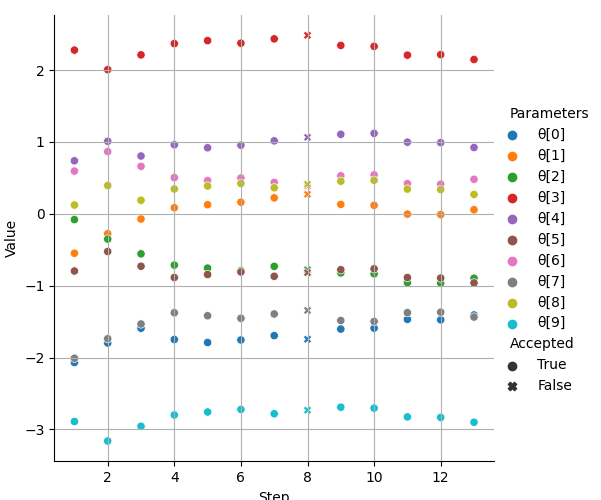 2
1
0
−1
−2
−3
Value
2
4
6
8
10
12
Step
Parameters
θ[0]
θ[1]
θ[2]
θ[3]
θ[4]
θ[5]
θ[6]
θ[7]
θ[8]
θ[9]
Accepted
True
False